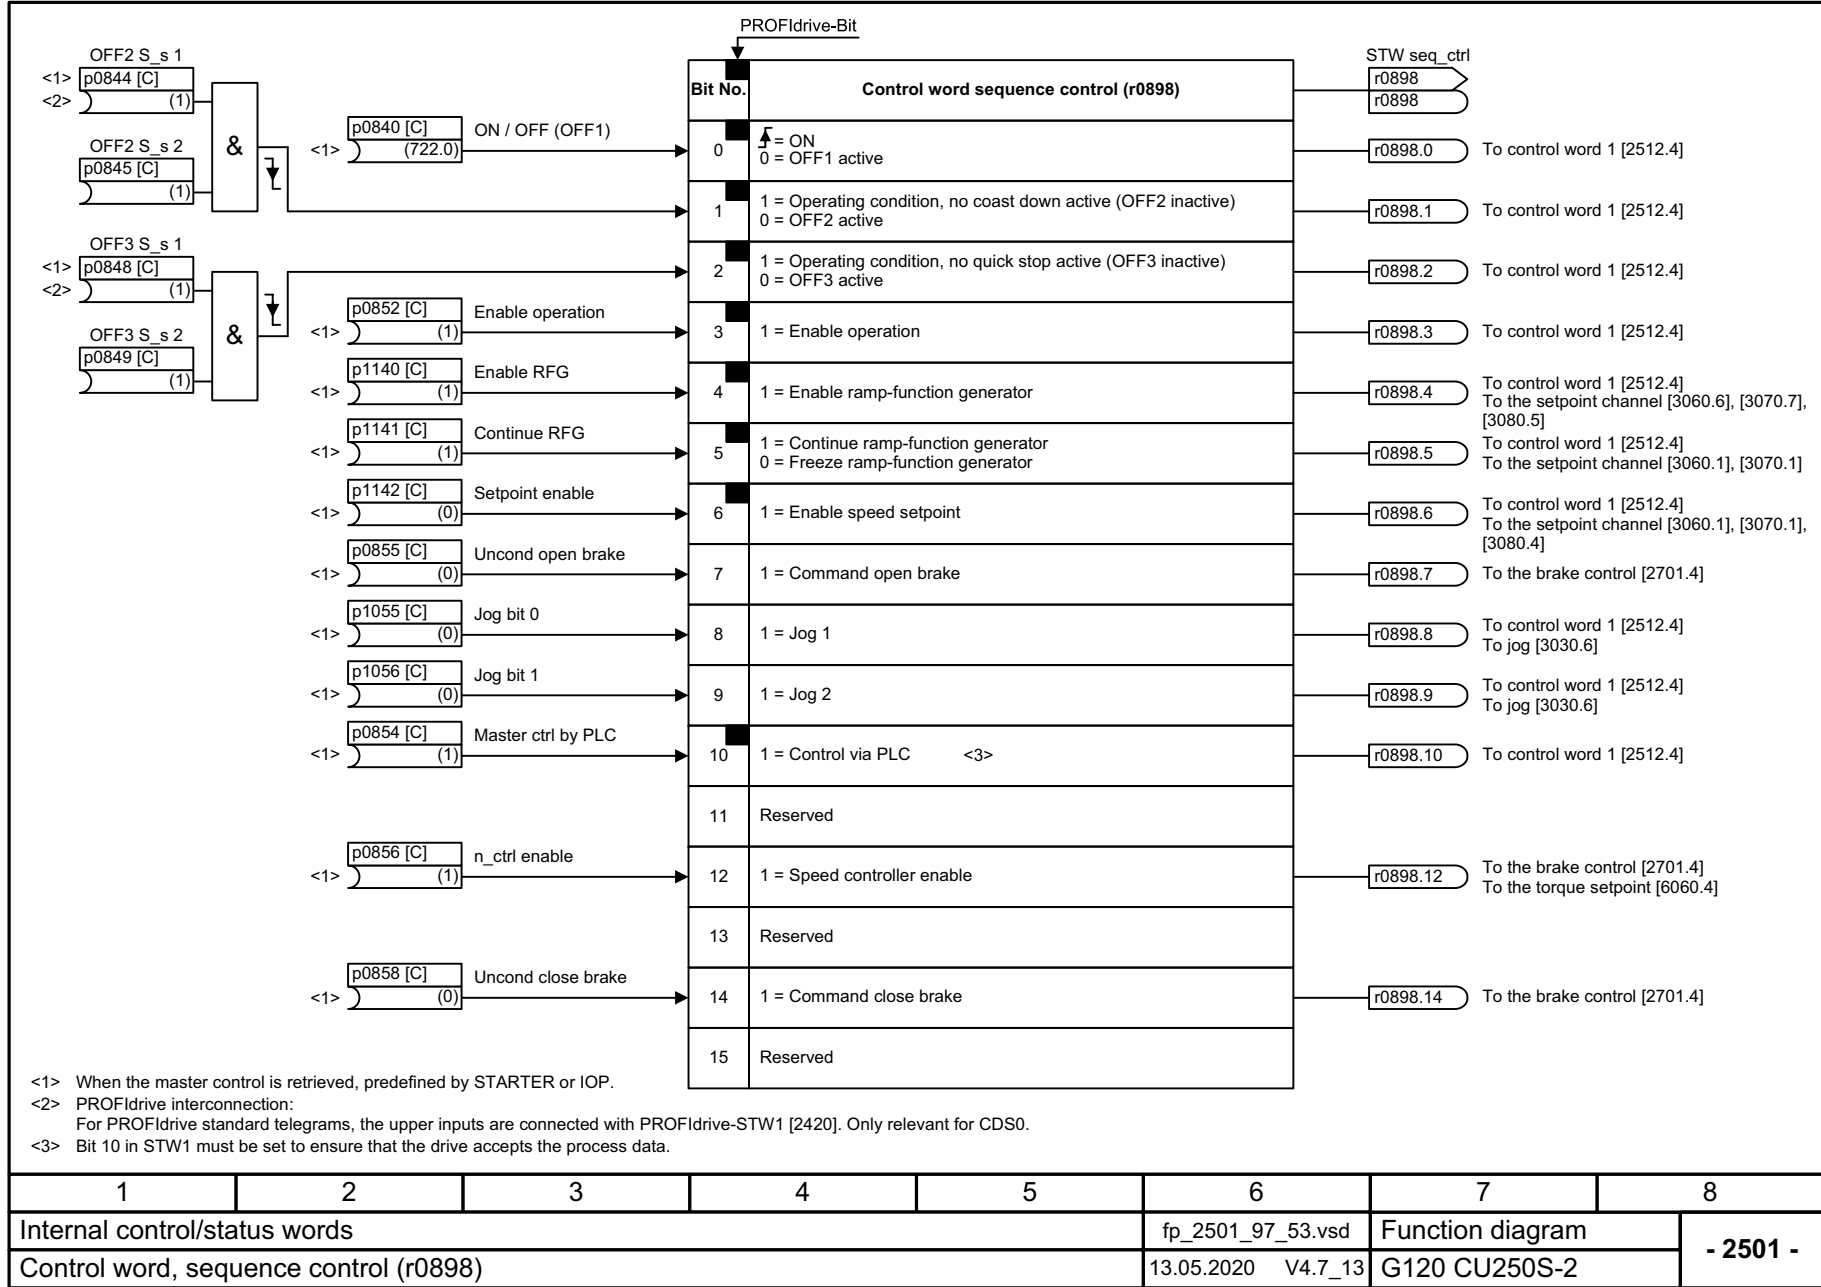 PROFIdrive-Bit
OFF2 S_s 1
<1> p0844 [C]
<2> (1)
&
OFF2 S_s 2
p0845 [C]
(1)
OFF3 S_s 1
<1> p0848 [C]
<2> (1)
&
OFF3 S_s 2
p0849 [C]
(1)
Bit No. Control word sequence control (r0898)
STW seq_ctrl
r0898
r0898
p0840 [C] ON / OFF (OFF1)
<1> (722.0)
0 = ON
0 = OFF1 active
r0898.0 To control word 1 [2512.4]
1 1 = Operating condition, no coast down active (OFF2 inactive)
0 = OFF2 active
r0898.1 To control word 1 [2512.4]
2 1 = Operating condition, no quick stop active (OFF3 inactive)
0 = OFF3 active
r0898.2 To control word 1 [2512.4]
p0852 [C] Enable operation
<1> (1)
3 1 = Enable operation
r0898.3 To control word 1 [2512.4]
p1140 [C] Enable RFG
<1> (1)
4 1 = Enable ramp-function generator
r0898.4 To control word 1 [2512.4]
To the setpoint channel [3060.6], [3070.7],
[3080.5]
p1141 [C] Continue RFG
<1> (1)
5 1 = Continue ramp-function generator
0 = Freeze ramp-function generator
r0898.5 To control word 1 [2512.4]
To the setpoint channel [3060.1], [3070.1]
p1142 [C] Setpoint enable
<1> (0)
6 1 = Enable speed setpoint
r0898.6 To control word 1 [2512.4]
To the setpoint channel [3060.1], [3070.1],
[3080.4]
p0855 [C] Uncond open brake
<1> (0)
7 1 = Command open brake
r0898.7 To the brake control [2701.4]
p1055 [C] Jog bit 0
<1> (0)
8 1 = Jog 1
r0898.8 To control word 1 [2512.4]
To jog [3030.6]
p1056 [C] Jog bit 1
<1> (0)
9 1 = Jog 2
r0898.9 To control word 1 [2512.4]
To jog [3030.6]
p0854 [C] Master ctrl by PLC
<1> (1)
10 1 = Control via PLC <3>
r0898.10 To control word 1 [2512.4]
11 Reserved
p0856 [C] n_ctrl enable
<1> (1)
12 1 = Speed controller enable
r0898.12 To the brake control [2701.4]
To the torque setpoint [6060.4]
13 Reserved
p0858 [C] Uncond close brake
<1> (0)
14 1 = Command close brake
r0898.14 To the brake control [2701.4]
15 Reserved
<1> When the master control is retrieved, predefined by STARTER or IOP.
<2> PROFIdrive interconnection:
For PROFIdrive standard telegrams, the upper inputs are connected with PROFIdrive-STW1 [2420]. Only relevant for CDS0.
<3> Bit 10 in STW1 must be set to ensure that the drive accepts the process data.
1 2 3 4 5 6 7 8
Internal control/status words fp_2501_97_53.vsd Function diagram - 2501 -
Control word, sequence control (r0898) 13.05.2020 V4.7_13 G120 CU250S-2